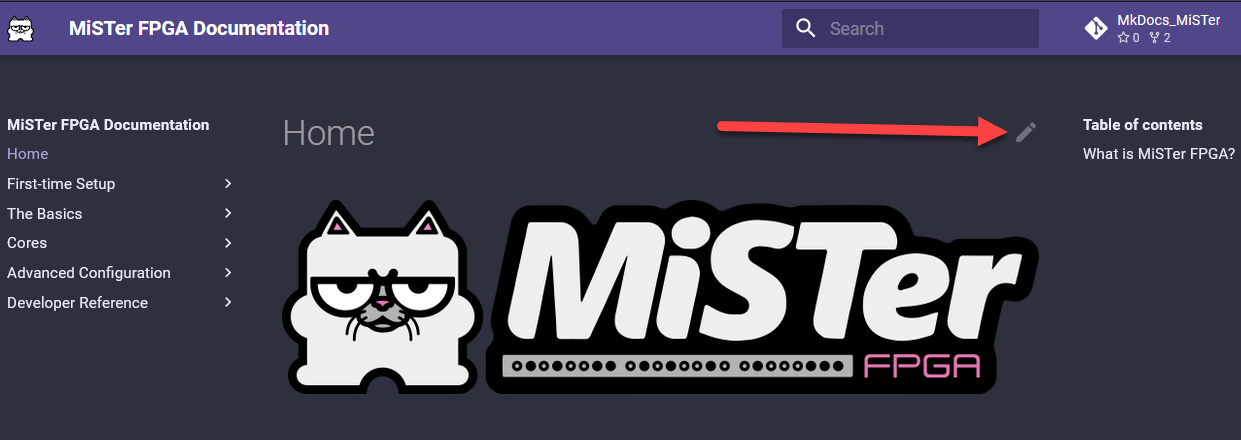 MiSTer FPGA Documentation
Search
MkDocs_MiSTer
0 2
MiSTer FPGA Documentation
Home
First-time Setup
The Basics
Cores
Advanced Configuration
Developer Reference
Home
MiSTer
FPGA
Table of contents
What is MiSTer FPGA?